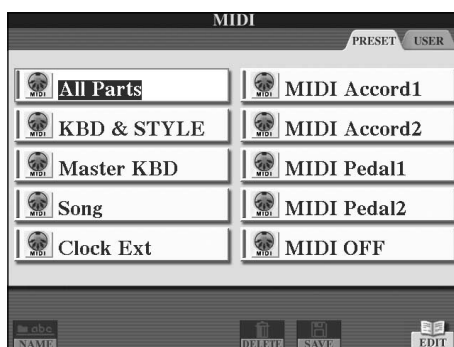 MIDI
PRESET USER
All Parts
KBD & STYLE
Master KBD
Song
Clock Ext
MIDI Accord1
MIDI Accord2
MIDI Pedal1
MIDI Pedal2
MIDI OFF
abc
NAME
DELETE SAVE EDIT